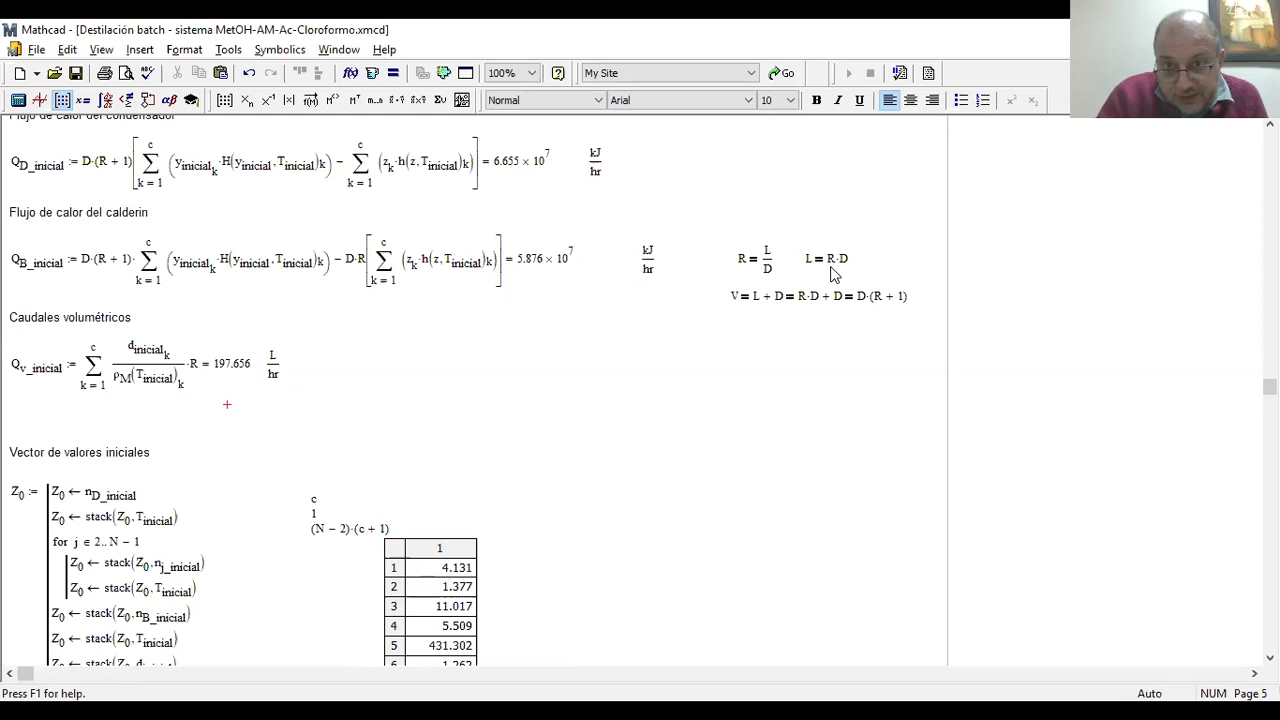 Mathcad - [Destilación batch - sistema MetOH-AM-Ac-Cloroformo.xmcd]
File Edit View Insert Format Tools Symbolics Window Help
100% My Site Go
Normal Arial 10 B I U
Flujo de calor del condensador
Q_D_inicial := D·(R + 1)·[∑_{k = 1}^{c} (y_inicial_k·H(y_inicial, T_inicial)_k) − ∑_{k = 1}^{c} (z_k·h(z, T_inicial)_k)] = 6.655 × 10^7 kJ/hr
Flujo de calor del calderin
Q_B_inicial := D·(R + 1)·∑_{k = 1}^{c} (y_inicial_k·H(y_inicial, T_inicial)_k) − D·R[∑_{k = 1}^{c} (z_k·h(z, T_inicial)_k)] = 5.876 × 10^7 kJ/hr R = L/D L = R·D
V = L + D = R·D + D = D·(R + 1)
Caudales volumétricos
Q_v_inicial := ∑_{k = 1}^{c} d_inicial_k/ρ_M(T_inicial)_k·R = 197.656 L/hr
Vector de valores iniciales
Z_0 := Z_0 ← n_D_inicial
Z_0 ← stack(Z_0, T_inicial)
for j ∈ 2..N − 1
Z_0 ← stack(Z_0, n_j_inicial)
Z_0 ← stack(Z_0, T_inicial)
Z_0 ← stack(Z_0, n_B_inicial)
Z_0 ← stack(Z_0, T_inicial)
c
1
(N − 2)·(c + 1)
1
1 4.131
2 1.377
3 11.017
4 5.509
5 431.302
Press F1 for help. Auto NUM Page 5